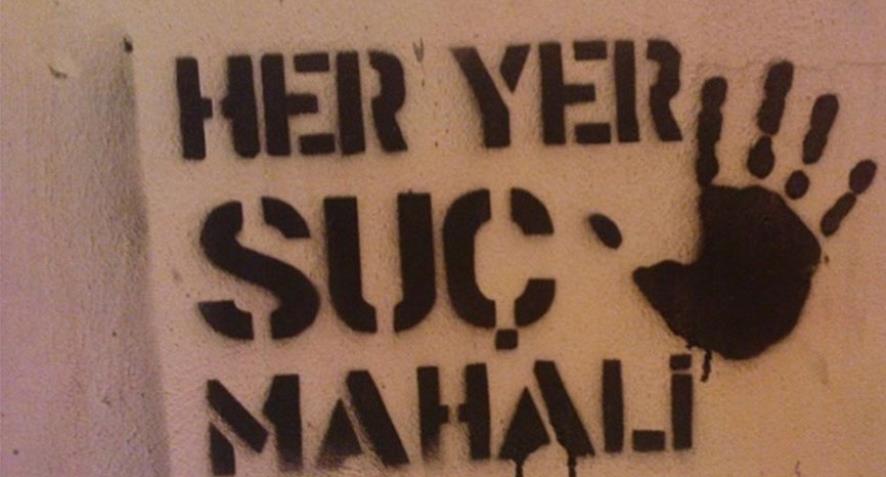 HER YER
SUÇ
MAHALİ